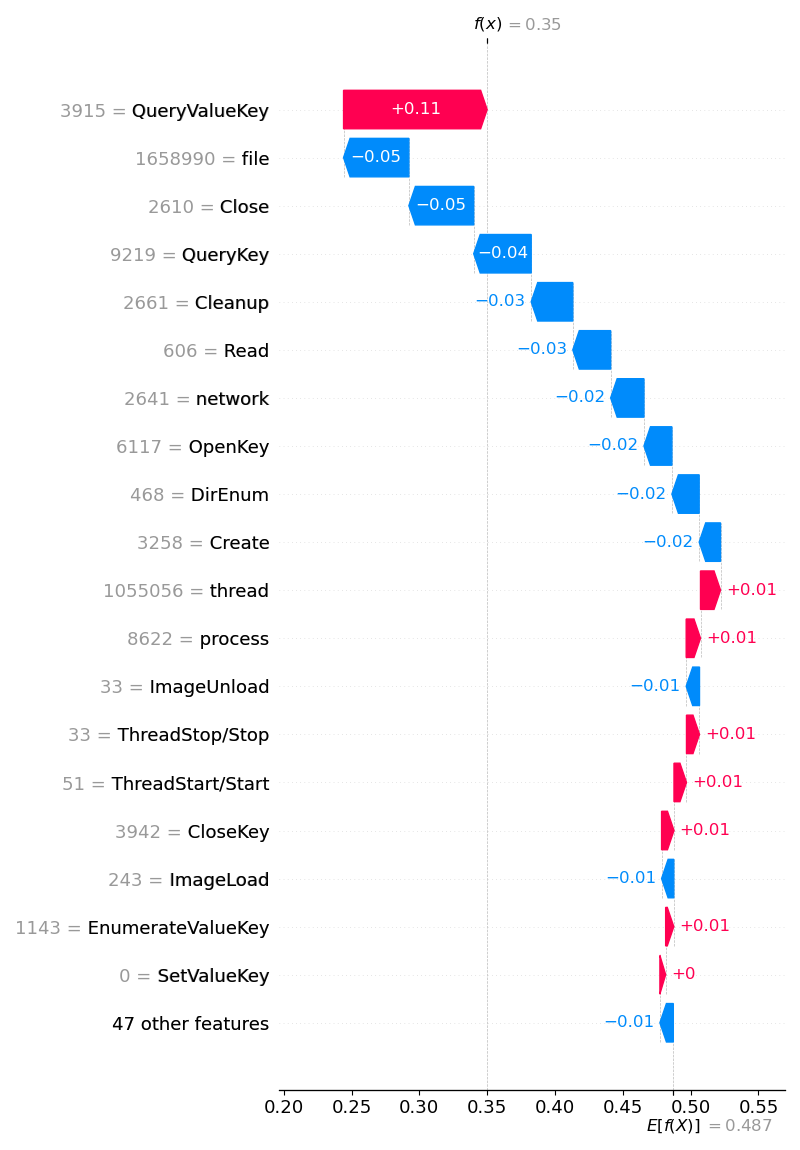 f(x) = 0.35
3915 = QueryValueKey +0.11
1658990 = file −0.05
2610 = Close −0.05
9219 = QueryKey −0.04
2661 = Cleanup −0.03
606 = Read −0.03
2641 = network −0.02
6117 = OpenKey −0.02
468 = DirEnum −0.02
3258 = Create −0.02
1055056 = thread +0.01
8622 = process +0.01
33 = ImageUnload −0.01
33 = ThreadStop/Stop +0.01
51 = ThreadStart/Start +0.01
3942 = CloseKey +0.01
243 = ImageLoad −0.01
1143 = EnumerateValueKey +0.01
0 = SetValueKey +0
47 other features −0.01
0.20 0.25 0.30 0.35 0.40 0.45 0.50 0.55
E[f(X)] = 0.487